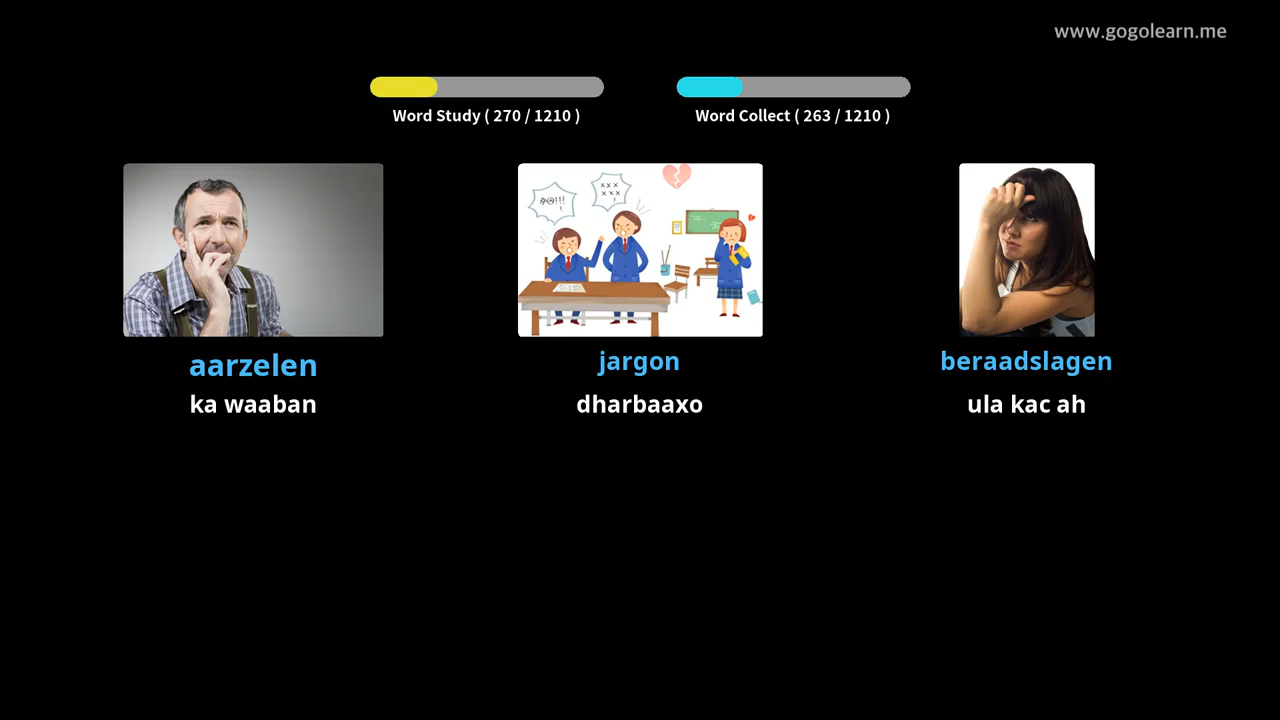 www.gogolearn.me
Word Study ( 270 / 1210 )
Word Collect ( 263 / 1210 )
aarzelen
ka waaban
jargon
dharbaaxo
beraadslagen
ula kac ah